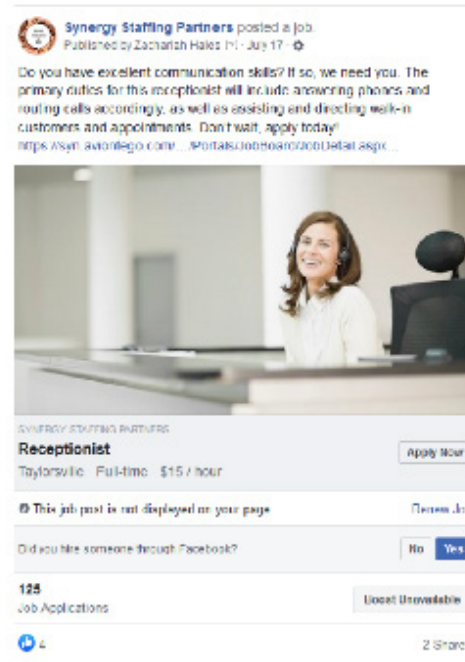 Synergy Staffing Partners posted a job.
Published by Zachariah Hales · July 17 ·
Do you have excellent communication skills? If so, we need you. The
primary duties for this receptionist will include answering phones and
routing calls accordingly, as well as assisting and directing walk-in
customers and appointments. Don't wait, apply today!
SYNERGY STAFFING PARTNERS
Receptionist
Apply Now
Taylorsville Full-time $15 / hour
This job post is not displayed on your page
Renew Jo
Did you hire someone through Facebook?
No Yes
125
Job Applications
Boost Unavailable
4
2 Share